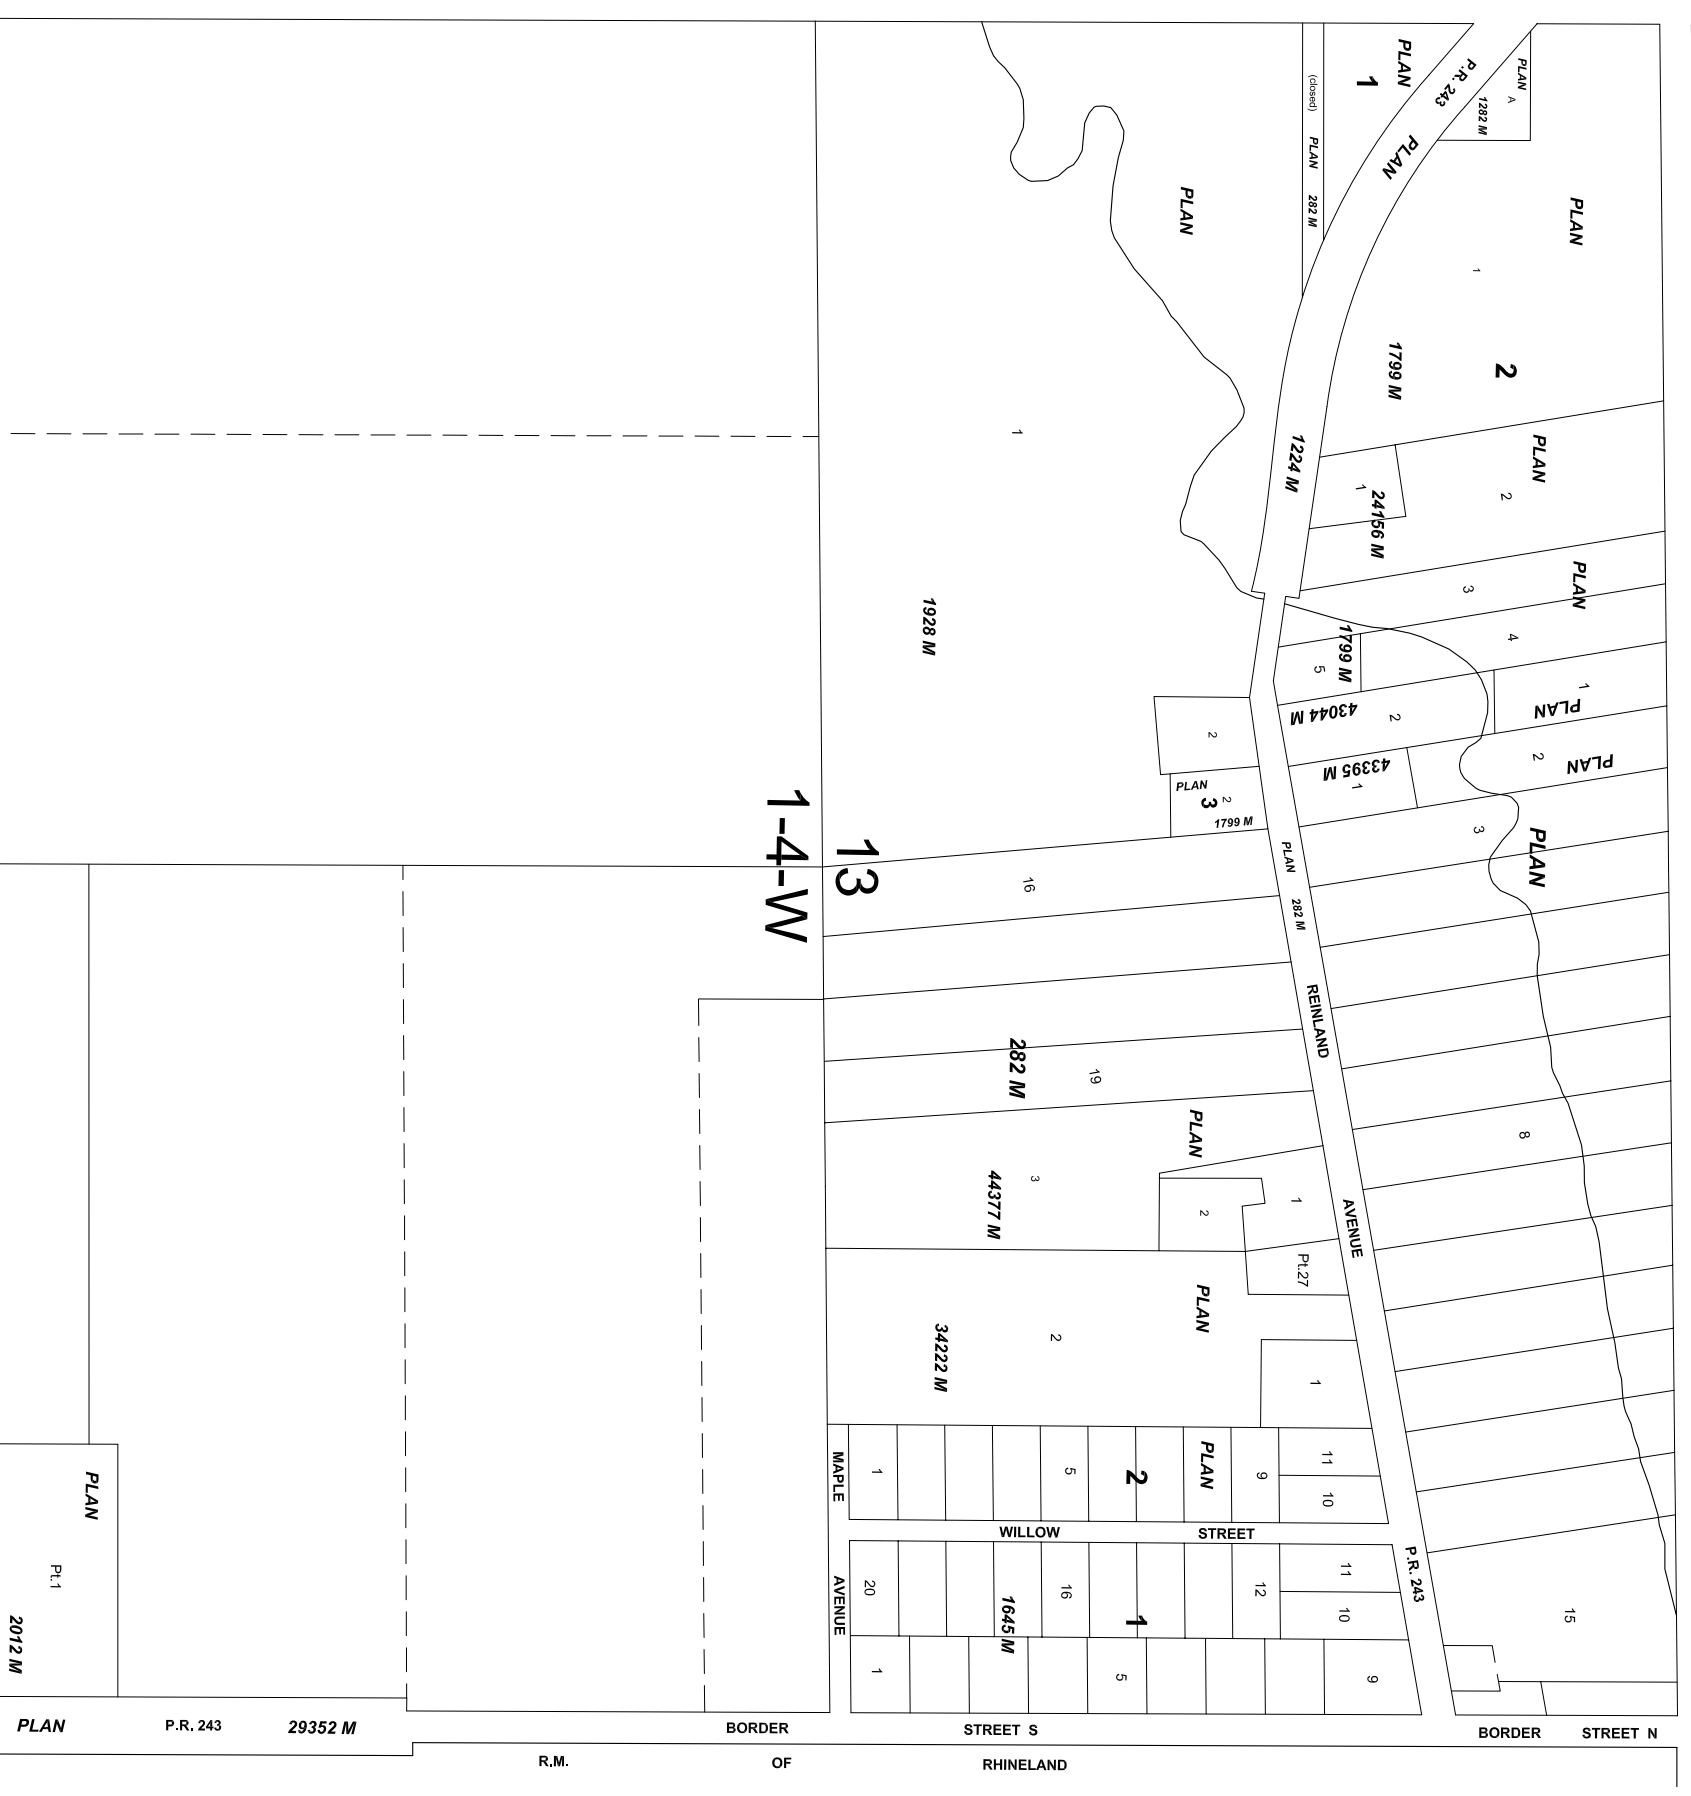 PLAN
1
P.R. 243
PLAN
A
1282 M
(closed) PLAN 282 M
PLAN
PLAN
PLAN
1
1799 M
2
1
1224 M
PLAN
2
1
24156 M
PLAN
3
4
1799 M
5
1928 M
43044 M
2
1
PLAN
2
43395 M
1
2
PLAN
PLAN
3
2
1799 M
3
PLAN
1-4-W
13
16
PLAN 282 M
REINLAND
AVENUE
282 M
19
8
PLAN
44377 M
3
2
1
Pt.27
PLAN
34222 M
2
1
MAPLE
AVENUE
1
5
2
PLAN
9
11
10
WILLOW STREET
20
16
12
11
10
1645 M
1
1
5
9
P.R. 243
15
PLAN
Pt.1
2012 M
PLAN P.R. 243 29352 M
BORDER STREET S
BORDER STREET N
R.M. OF RHINELAND